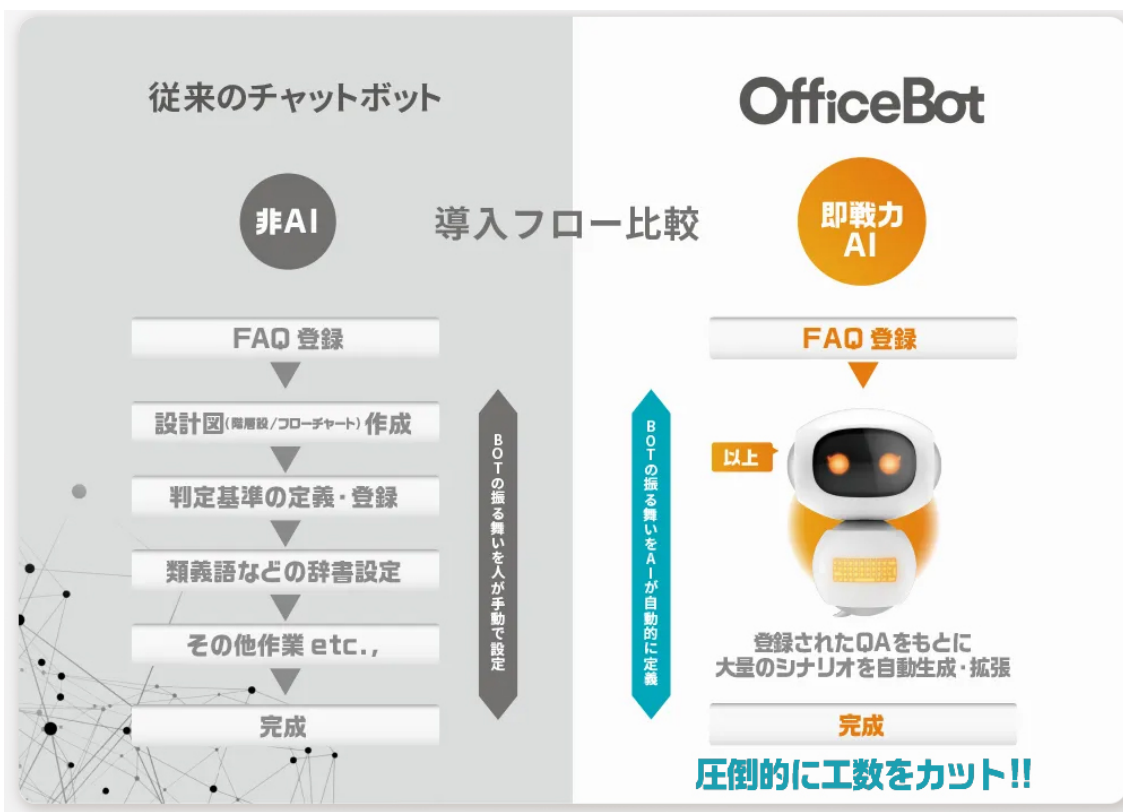 従来のチャットボット
OfficeBot
非AI
導入フロー比較
即戦力
AI
FAQ 登録
設計図(階層設/フローチャート)作成
判定基準の定義・登録
類義語などの辞書設定
その他作業 etc.,
完成
BOTの振る舞いを人が手動で設定
BOTの振る舞いをAIが自動的に定義
FAQ 登録
以上
登録されたQAをもとに
大量のシナリオを自動生成・拡張
完成
圧倒的に工数をカット!!